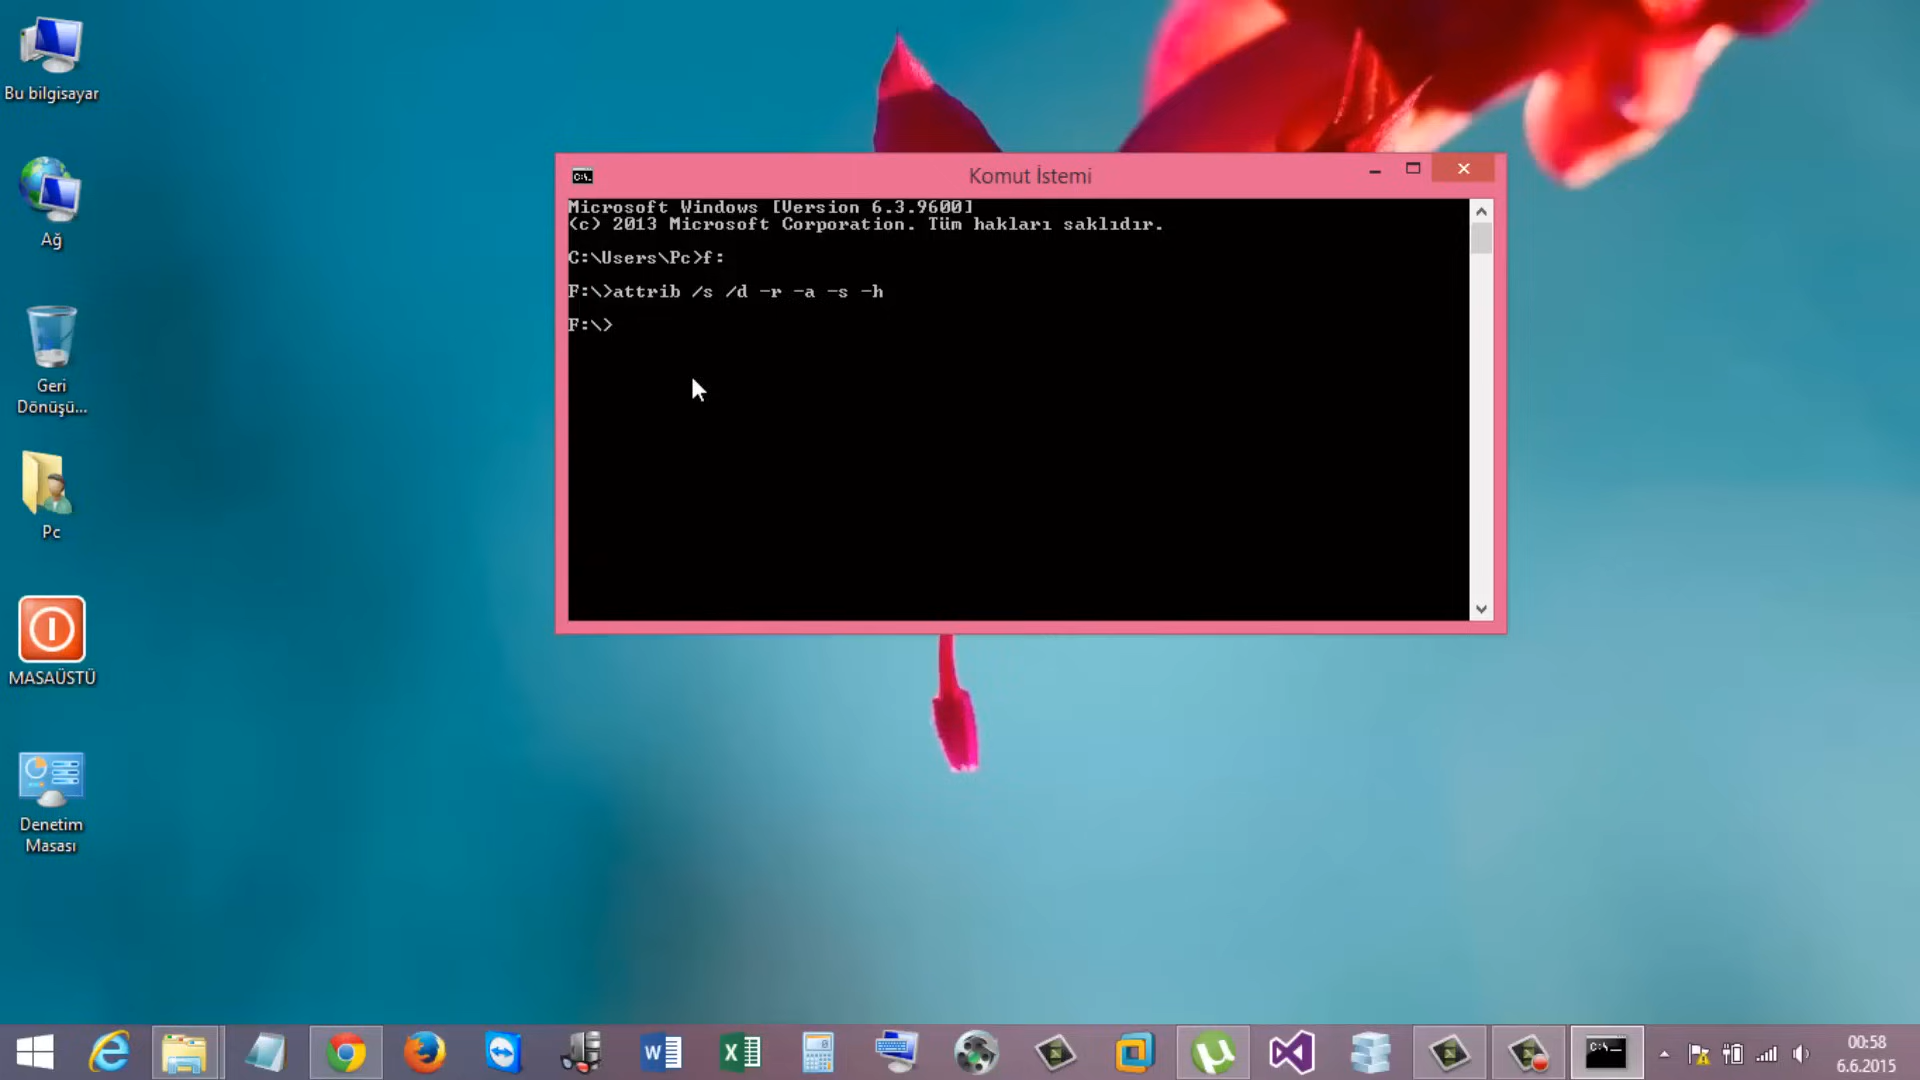 Bu bilgisayar
Ağ
Geri
Dönüşü...
Pc
MASAÜSTÜ
Denetim
Masası
Komut İstemi
Microsoft Windows [Version 6.3.9600]
(c) 2013 Microsoft Corporation. Tüm hakları saklıdır.
C:\Users\Pc>f:
F:\>attrib /s /d -r -a -s -h
F:\>
00:58
6.6.2015